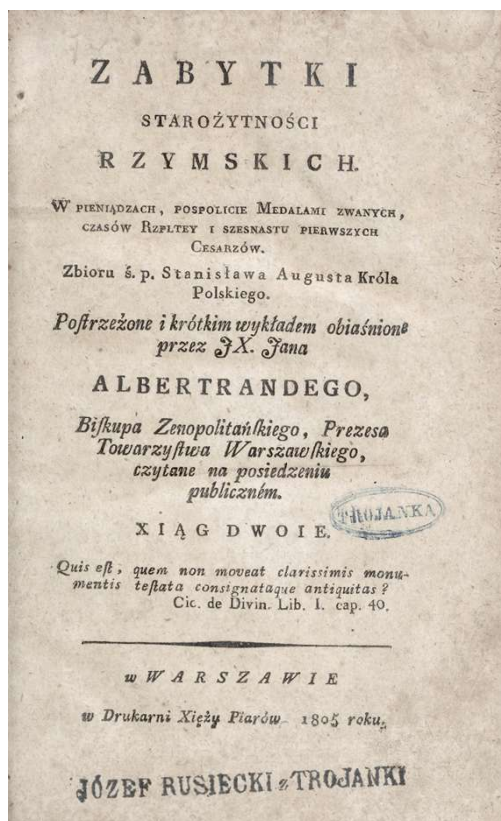 ZABYTKI
STAROŻYTNOŚCI
RZYMSKICH.
W PIENIĄDZACH, POSPOLICIE MEDALAMI ZWANYCH,
CZASÓW RZPLTEY I SZESNASTU PIERWSZYCH
CESARZÓW.
Zbioru ś. p. Stanisława Augusta Króla
Polskiego.
Poſtrzeżone i krótkim wykładem obiaśnione
przez JX. Jana
ALBERTRANDEGO,
Biſkupa Zenopolitańſkiego, Prezesa
Towarzyſtwa Warszawſkiego,
czytane na posiedzeniu
publiczném.
XIĄG DWOIE.
TROJANKA
Quis eſt, quem non moveat clarissimis monu-
mentis teſtata consignataque antiquitas?
Cic. de Divin. Lib. I. cap. 40.
w WARSZAWIE
w Drukarni Xięży Piarów 1805 roku.
JÓZEF RUSIECKI z TROJANKI